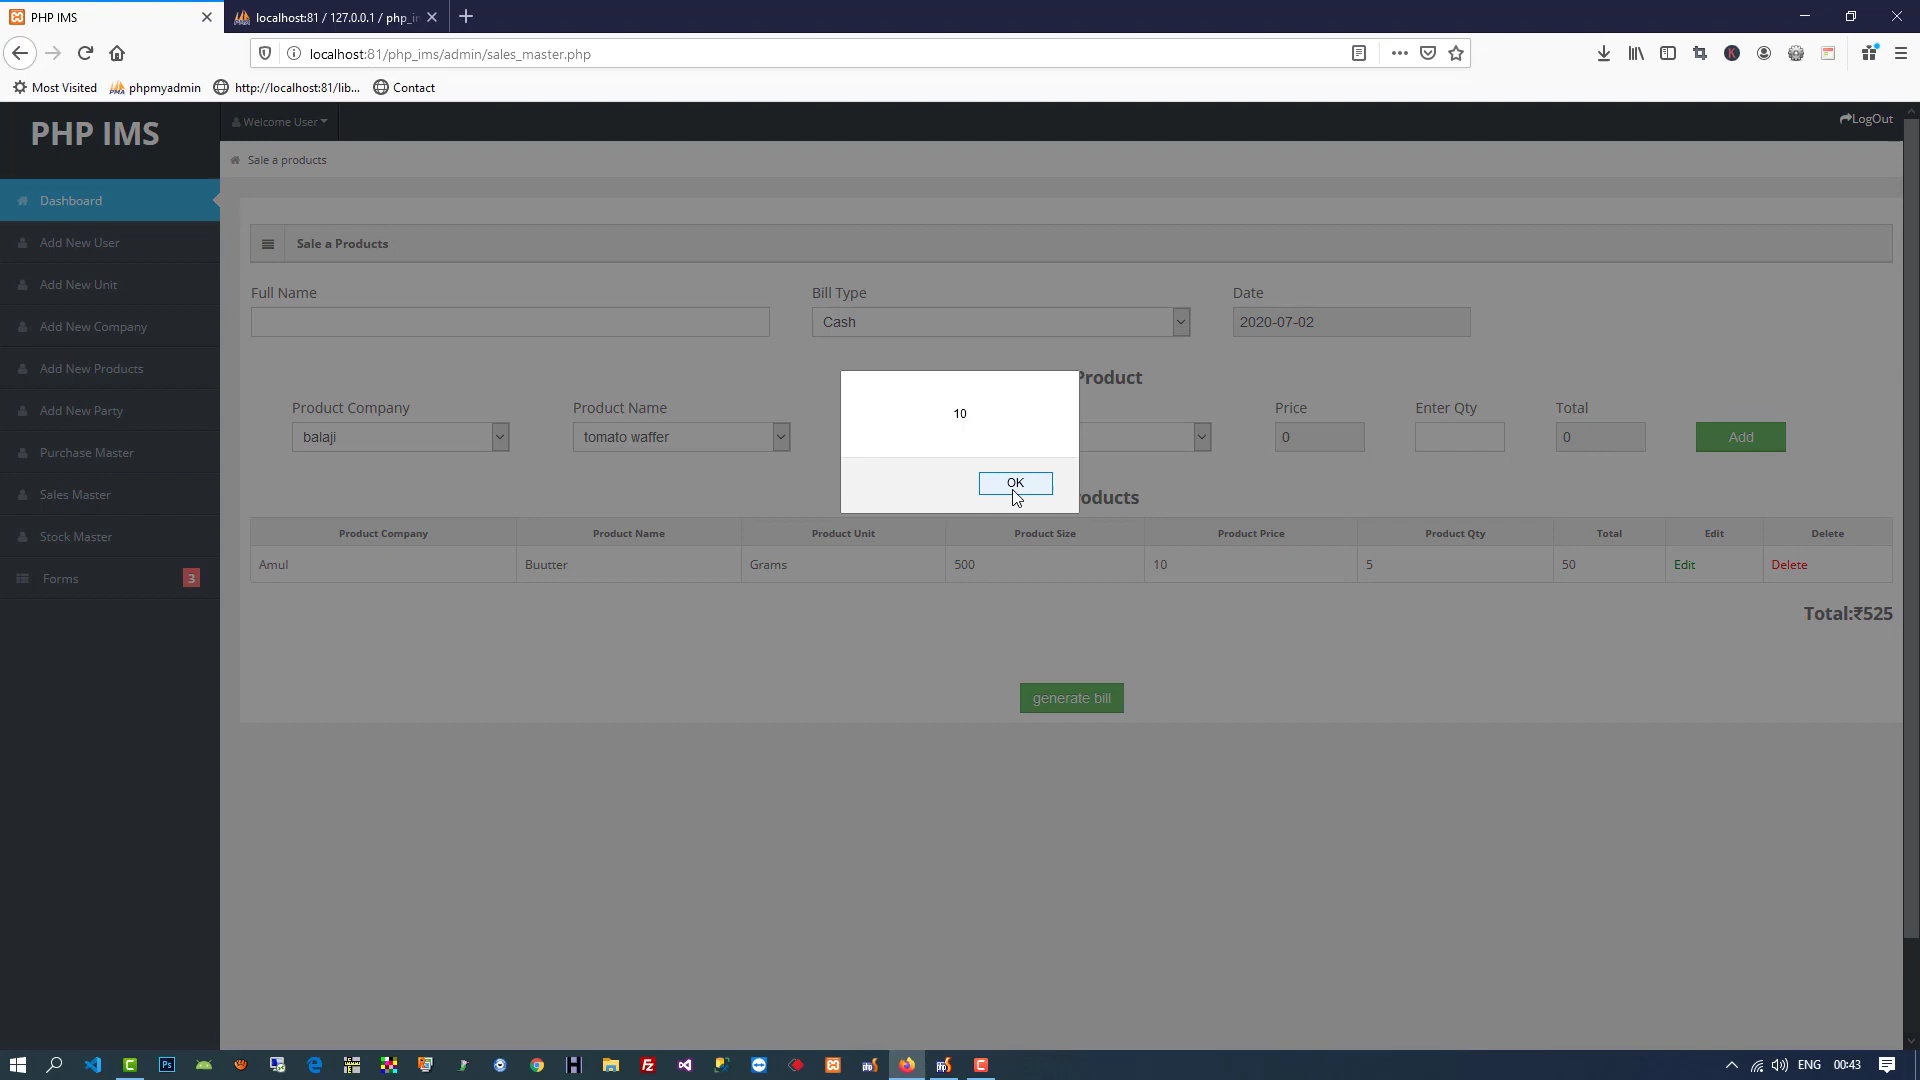 PHP IMS
localhost:81 / 127.0.0.1 / php_i
localhost:81/php_ims/admin/sales_master.php
Most Visited
phpmyadmin
http://localhost:81/lib...
Contact
PHP IMS
Welcome User
LogOut
Sale a products
Dashboard
Add New User
Add New Unit
Add New Company
Add New Products
Add New Party
Purchase Master
Sales Master
Stock Master
Forms
3
Sale a Products
Full Name
Bill Type
Date
Cash
2020-07-02
Product
Product Company
Product Name
Price
Enter Qty
Total
balaji
tomato waffer
0
0
Add
10
OK
Product Company
Product Name
Product Unit
Product Size
Product Price
Product Qty
Total
Edit
Delete
Amul
Buutter
Grams
500
10
5
50
Edit
Delete
Total:₹525
generate bill
ENG
00:43